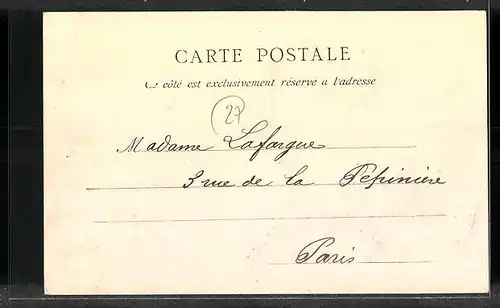 CARTE POSTALE
Ce côté est exclusivement réservé a l'adresse
27
Madame Lafargue
3 rue de la Pépinière
Paris